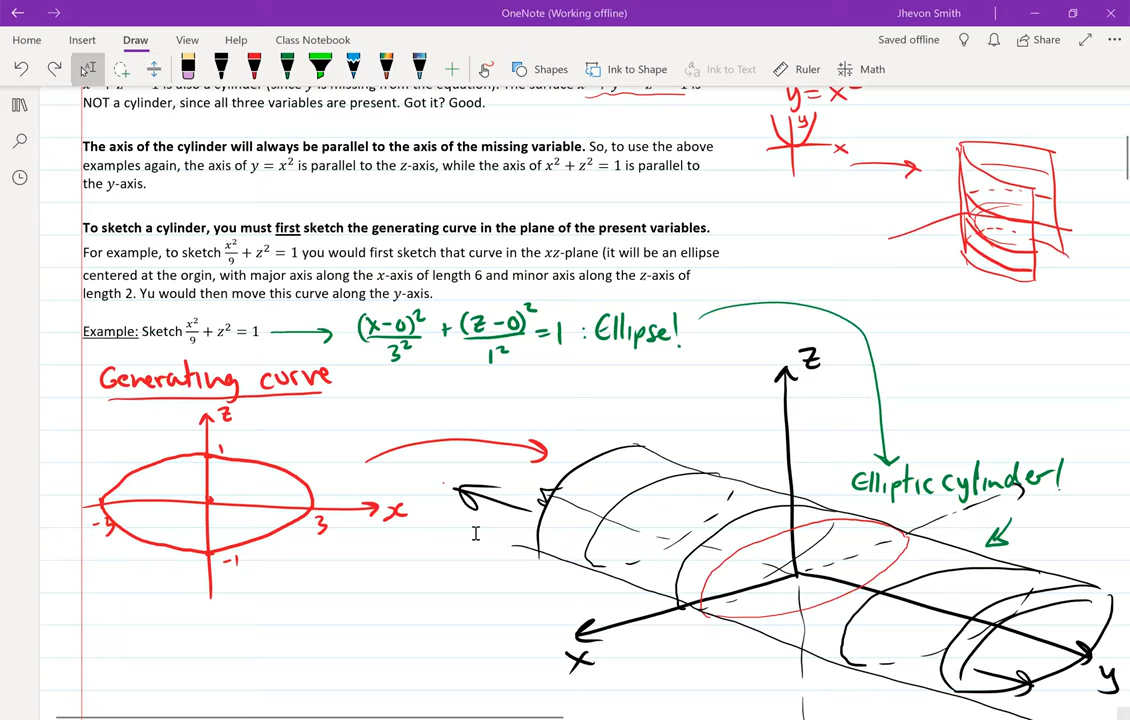 OneNote (Working offline)
Jhevon Smith
Home Insert Draw View Help Class Notebook
Saved offline
Share
Shapes
Ink to Shape
Ink to Text
Ruler
Math
NOT a cylinder, since all three variables are present. Got it? Good.
y = x²
y
x
The axis of the cylinder will always be parallel to the axis of the missing variable. So, to use the above
examples again, the axis of y = x² is parallel to the z-axis, while the axis of x² + z² = 1 is parallel to
the y-axis.
To sketch a cylinder, you must first sketch the generating curve in the plane of the present variables.
For example, to sketch x²/9 + z² = 1 you would first sketch that curve in the xz-plane (it will be an ellipse
centered at the orgin, with major axis along the x-axis of length 6 and minor axis along the z-axis of
length 2. Yu would then move this curve along the y-axis.
Example: Sketch x²/9 + z² = 1 → (x-0)²/3² + (z-0)²/1² = 1 : Ellipse!
Generating curve
z
1
-3
3
x
-1
z
Elliptic cylinder!
x
y